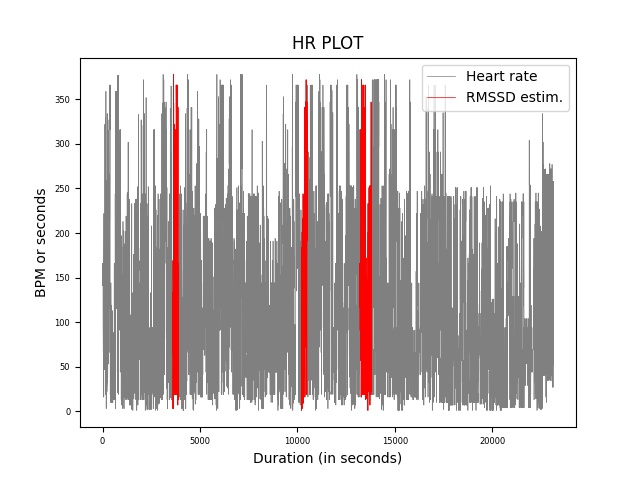 HR PLOT
Heart rate
RMSSD estim.
BPM or seconds
350
300
250
200
150
100
50
0
0 5000 10000 15000 20000
Duration (in seconds)